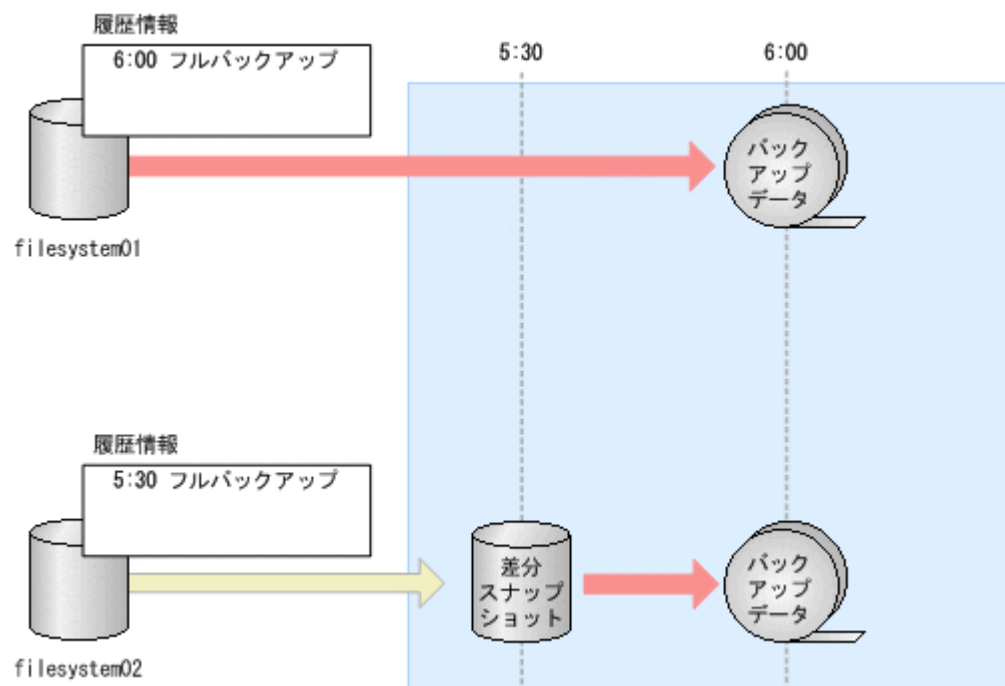 履歴情報
6:00 フルバックアップ
5:30
6:00
バック
アップ
データ
filesystem01
履歴情報
5:30 フルバックアップ
差分
スナップ
ショット
バック
アップ
データ
filesystem02